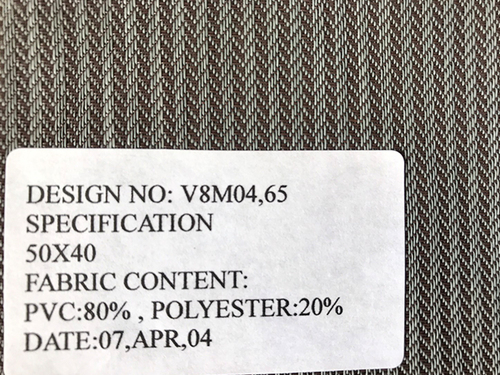 DESIGN NO: V8M04,65
SPECIFICATION
50X40
FABRIC CONTENT:
PVC:80% , POLYESTER:20%
DATE:07,APR,04